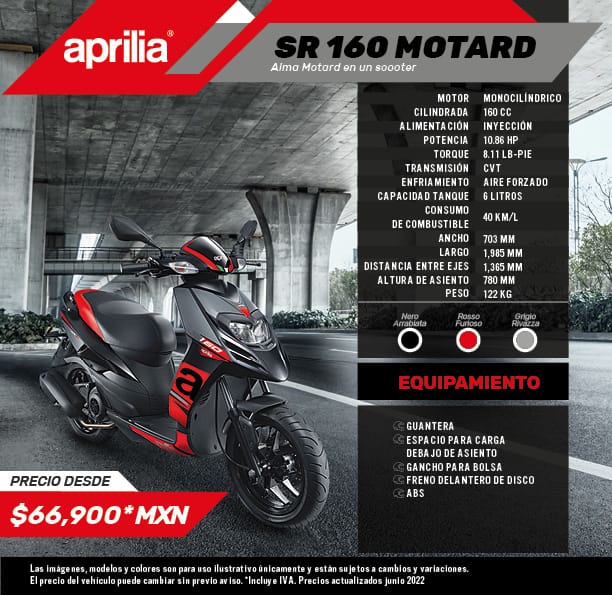 aprilia®
SR 160 MOTARD
Alma Motard en un scooter
MOTOR MONOCILÍNDRICO
CILINDRADA 160 CC
ALIMENTACIÓN INYECCIÓN
POTENCIA 10.86 HP
TORQUE 8.11 LB-PIE
TRANSMISIÓN CVT
ENFRIAMIENTO AIRE FORZADO
CAPACIDAD TANQUE 6 LITROS
CONSUMO
DE COMBUSTIBLE 40 KM/L
ANCHO 703 MM
LARGO 1,985 MM
DISTANCIA ENTRE EJES 1,365 MM
ALTURA DE ASIENTO 780 MM
PESO 122 KG
Nero
Arrabiata
Rosso
Furioso
Grigio
Rivazza
EQUIPAMIENTO
GUANTERA
ESPACIO PARA CARGA
DEBAJO DE ASIENTO
GANCHO PARA BOLSA
FRENO DELANTERO DE DISCO
ABS
160
PRECIO DESDE
$66,900* MXN
Las imágenes, modelos y colores son para uso ilustrativo únicamente y están sujetos a cambios y variaciones.
El precio del vehículo puede cambiar sin previo aviso. *Incluye IVA. Precios actualizados junio 2022